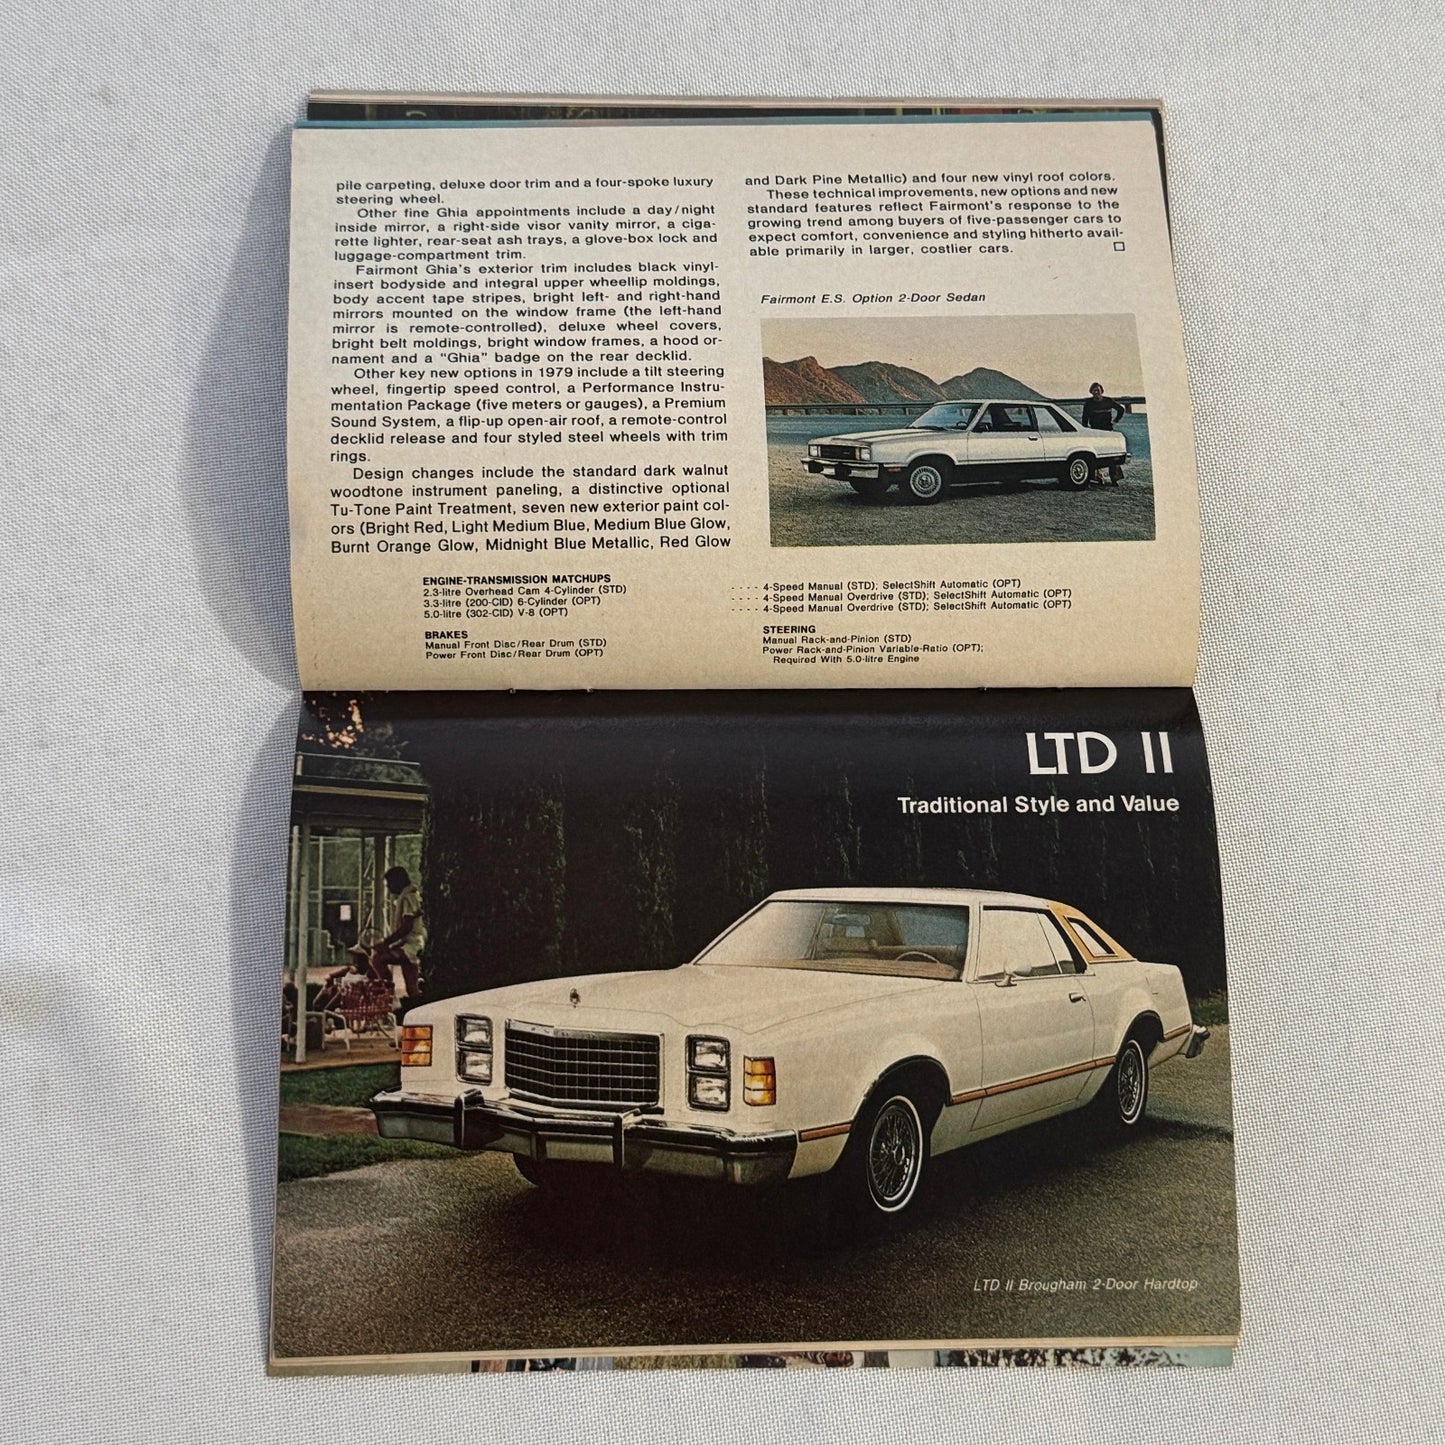 pile carpeting, deluxe door trim and a four-spoke luxury
steering wheel.
Other fine Ghia appointments include a day/night
inside mirror, a right-side visor vanity mirror, a ciga-
rette lighter, rear-seat ash trays, a glove-box lock and
luggage-compartment trim.
Fairmont Ghia's exterior trim includes black vinyl-
insert bodyside and integral upper wheellip moldings,
body accent tape stripes, bright left- and right-hand
mirrors mounted on the window frame (the left-hand
mirror is remote-controlled), deluxe wheel covers,
bright belt moldings, bright window frames, a hood or-
nament and a "Ghia" badge on the rear decklid.
Other key new options in 1979 include a tilt steering
wheel, fingertip speed control, a Performance Instru-
mentation Package (five meters or gauges), a Premium
Sound System, a flip-up open-air roof, a remote-control
decklid release and four styled steel wheels with trim
rings.
Design changes include the standard dark walnut
woodtone instrument paneling, a distinctive optional
Tu-Tone Paint Treatment, seven new exterior paint col-
ors (Bright Red, Light Medium Blue, Medium Blue Glow,
Burnt Orange Glow, Midnight Blue Metallic, Red Glow
and Dark Pine Metallic) and four new vinyl roof colors.
These technical improvements, new options and new
standard features reflect Fairmont's response to the
growing trend among buyers of five-passenger cars to
expect comfort, convenience and styling hitherto avail-
able primarily in larger, costlier cars. □
Fairmont E.S. Option 2-Door Sedan
ENGINE-TRANSMISSION MATCHUPS
2.3-litre Overhead Cam 4-Cylinder (STD) - - - - 4-Speed Manual (STD); SelectShift Automatic (OPT)
3.3-litre (200-CID) 6-Cylinder (OPT) - - - - 4-Speed Manual Overdrive (STD); SelectShift Automatic (OPT)
5.0-litre (302-CID) V-8 (OPT) - - - - 4-Speed Manual Overdrive (STD); SelectShift Automatic (OPT)
BRAKES
Manual Front Disc/Rear Drum (STD)
Power Front Disc/Rear Drum (OPT)
STEERING
Manual Rack-and-Pinion (STD)
Power Rack-and-Pinion Variable-Ratio (OPT);
Required With 5.0-litre Engine
LTD II
Traditional Style and Value
LTD II Brougham 2-Door Hardtop